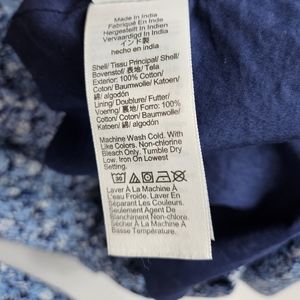 Made In India
Fabriqué En Inde
Hergestellt In Indien
Vervaardigd In India
インド製
hecho en india
Shell/ Tissu Principal/ Shell/
Bovenstof/ 表地/ Tela
Exterior: 100% Cotton/
Coton/ Baumwolle/ Katoen/
綿/ algodón
Lining/ Doublure/ Futter/
Voering/ 裏地/ Forro: 100%
Cotton/ Coton/ Baumwolle/
Katoen/ 綿/ algodón
Machine Wash Cold. With
Like Colors. Non-chlorine
Bleach Only. Tumble Dry
Low. Iron On Lowest
Setting.
30
Laver À La Machine À
L'eau Froide. Laver En
Séparant Les Couleurs.
Seulement Agent De
Blanchiment Non-chlore.
Sécher À La Machine À
Basse Température.